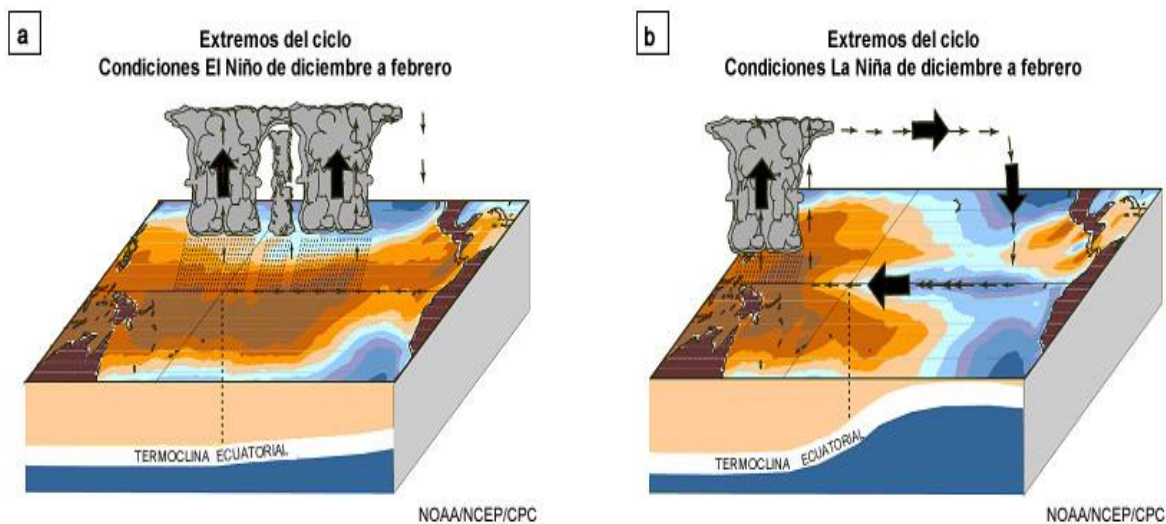 a
Extremos del ciclo
Condiciones El Niño de diciembre a febrero
TERMOCLINA ECUATORIAL
NOAA/NCEP/CPC
b
Extremos del ciclo
Condiciones La Niña de diciembre a febrero
TERMOCLINA ECUATORIAL
NOAA/NCEP/CPC